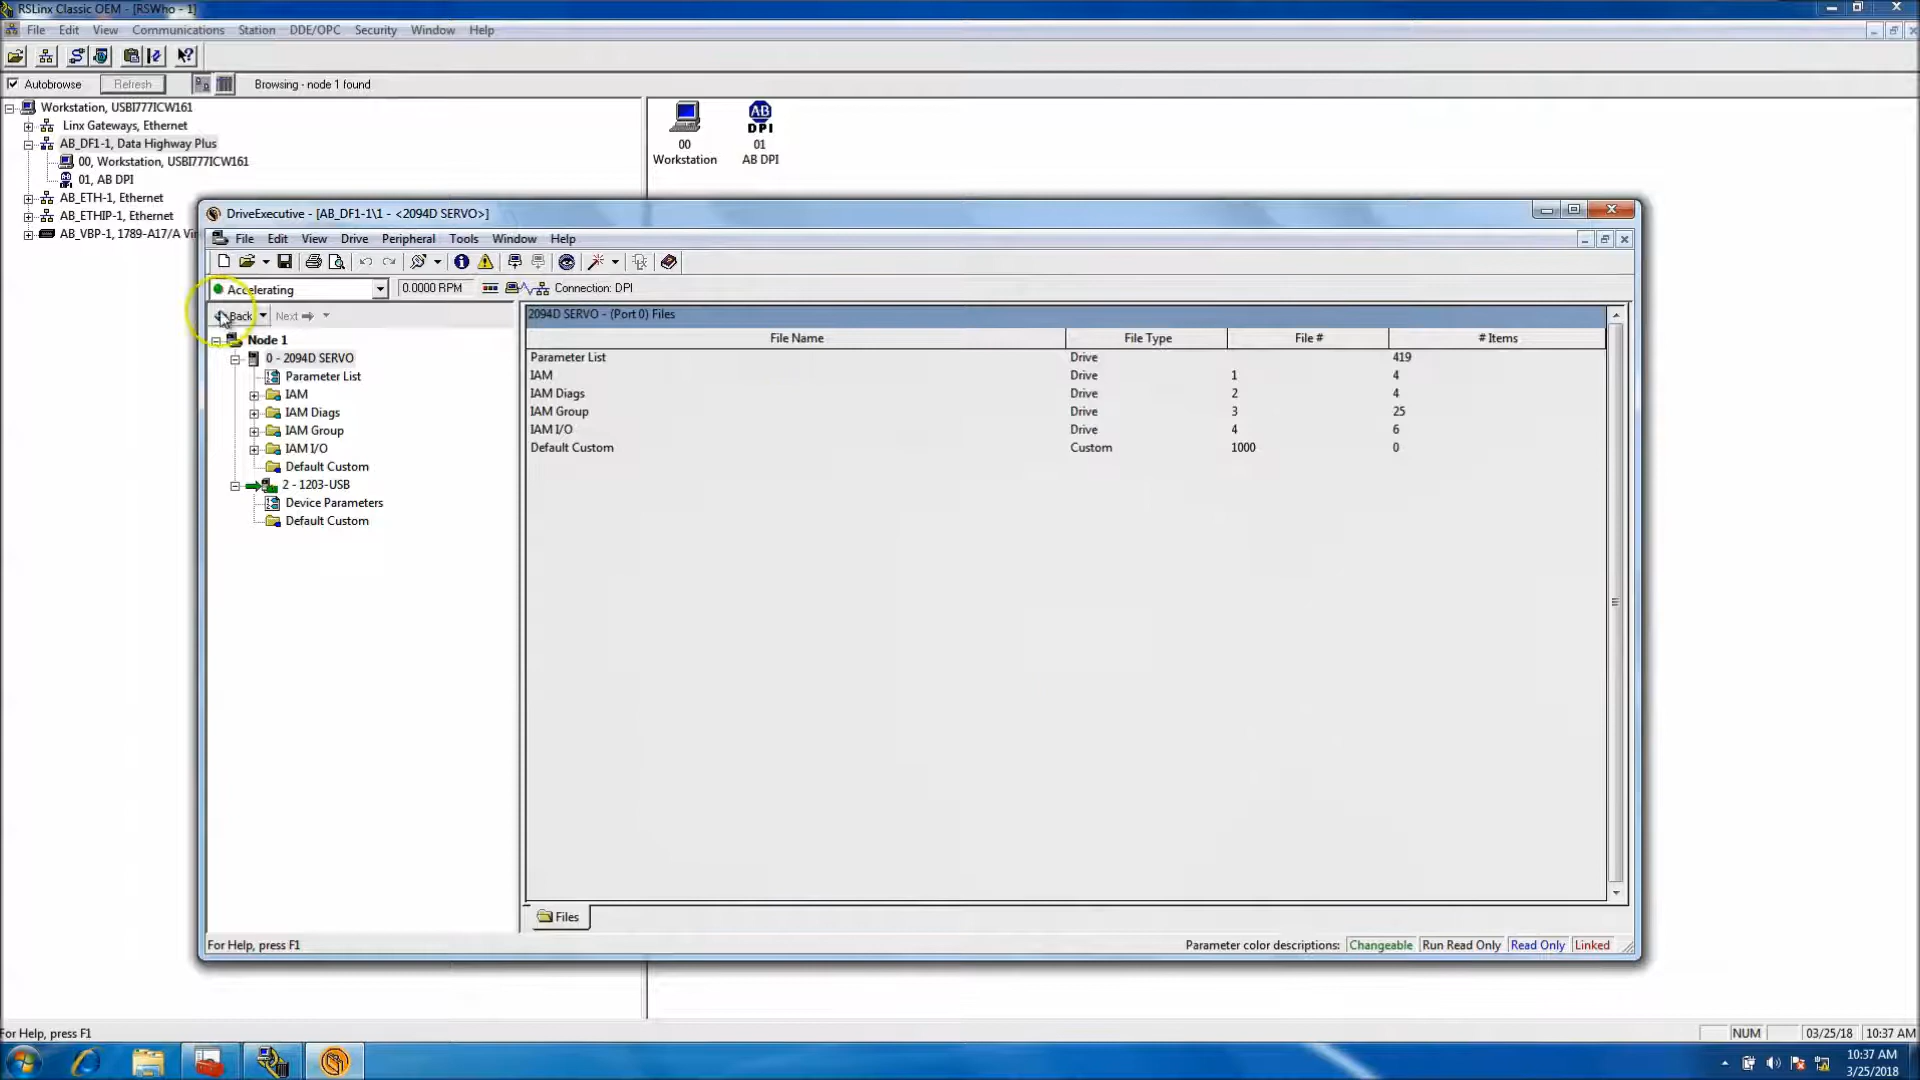 RSLinx Classic OEM - [RSWho - 1]
File Edit View Communications Station DDE/OPC Security Window Help
Autobrowse Refresh Browsing - node 1 found
Workstation, USBI777ICW161
Linx Gateways, Ethernet
AB_DF1-1, Data Highway Plus
00, Workstation, USBI777ICW161
01, AB DPI
AB_ETH-1, Ethernet
AB_ETHIP-1, Ethernet
AB_VBP-1, 1789-A17/A Vir
AB
DPI
00
Workstation
01
AB DPI
DriveExecutive - [AB_DF1-1\1 - <2094D SERVO>]
File Edit View Drive Peripheral Tools Window Help
Accelerating 0.0000 RPM Connection: DPI
Back Next
Node 1
0 - 2094D SERVO
Parameter List
IAM
IAM Diags
IAM Group
IAM I/O
Default Custom
2 - 1203-USB
Device Parameters
Default Custom
2094D SERVO - (Port 0) Files
File Name File Type File # # Items
Parameter List Drive 419
IAM Drive 1 4
IAM Diags Drive 2 4
IAM Group Drive 3 25
IAM I/O Drive 4 6
Default Custom Custom 1000 0
Files
For Help, press F1
Parameter color descriptions: Changeable Run Read Only Read Only Linked
For Help, press F1
NUM 03/25/18 10:37 AM
10:37 AM
3/25/2018